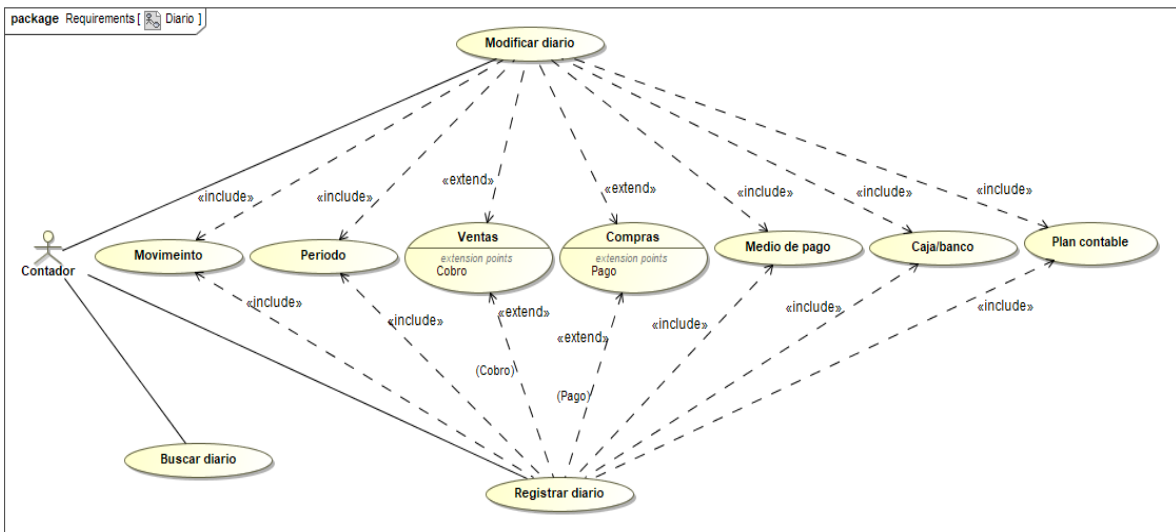 package Requirements [ Diario ]
Modificar diario
«include»
«include»
«extend»
«extend»
«include»
«include»
«include»
Contador
Movimeinto
Periodo
Ventas
extension points
Cobro
Compras
extension points
Pago
Medio de pago
Caja/banco
Plan contable
«include»
«include»
«extend»
«extend»
«include»
«include»
«include»
(Cobro)
(Pago)
Buscar diario
Registrar diario